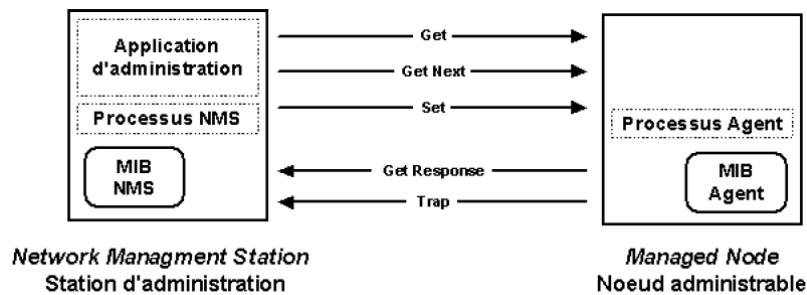 Application
d'administration
Processus NMS
MIB
NMS
Get
Get Next
Set
Get Response
Trap
Processus Agent
MIB
Agent
Network Managment Station
Station d'administration
Managed Node
Noeud administrable